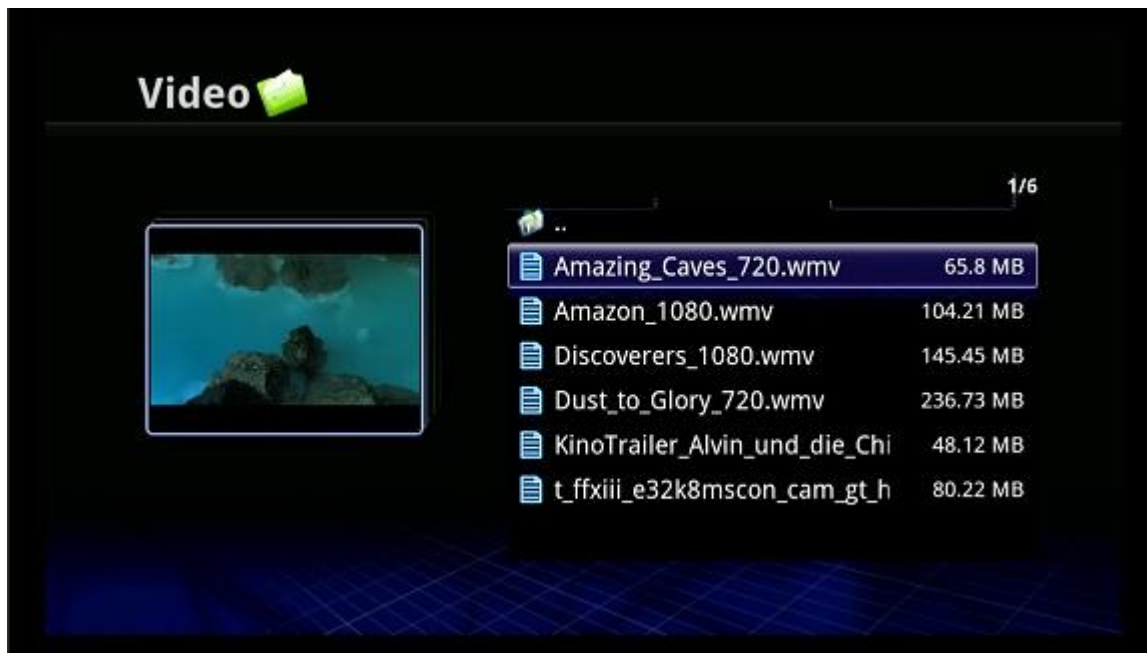 Video
1/6
..
Amazing_Caves_720.wmv 65.8 MB
Amazon_1080.wmv 104.21 MB
Discoverers_1080.wmv 145.45 MB
Dust_to_Glory_720.wmv 236.73 MB
KinoTrailer_Alvin_und_die_Chi 48.12 MB
t_ffxiii_e32k8mscon_cam_gt_h 80.22 MB